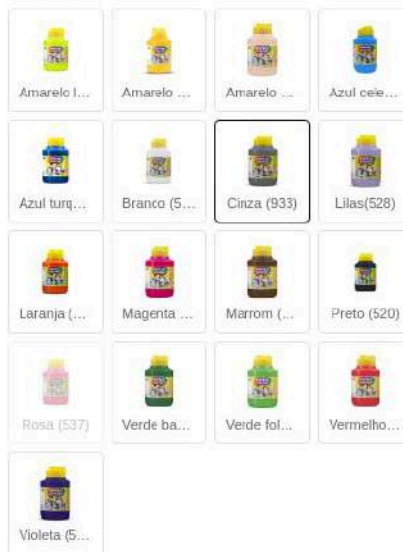 Amarelo l...
Amarelo ...
Amarelo ...
Azul cele...
Azul turq...
Branco (5...
Cinza (933)
Lilas(528)
Laranja (...
Magenta ...
Marrom (...
Preto (520)
Rosa (537)
Verde ba...
Verde fol...
Vermelho...
Violeta (5...